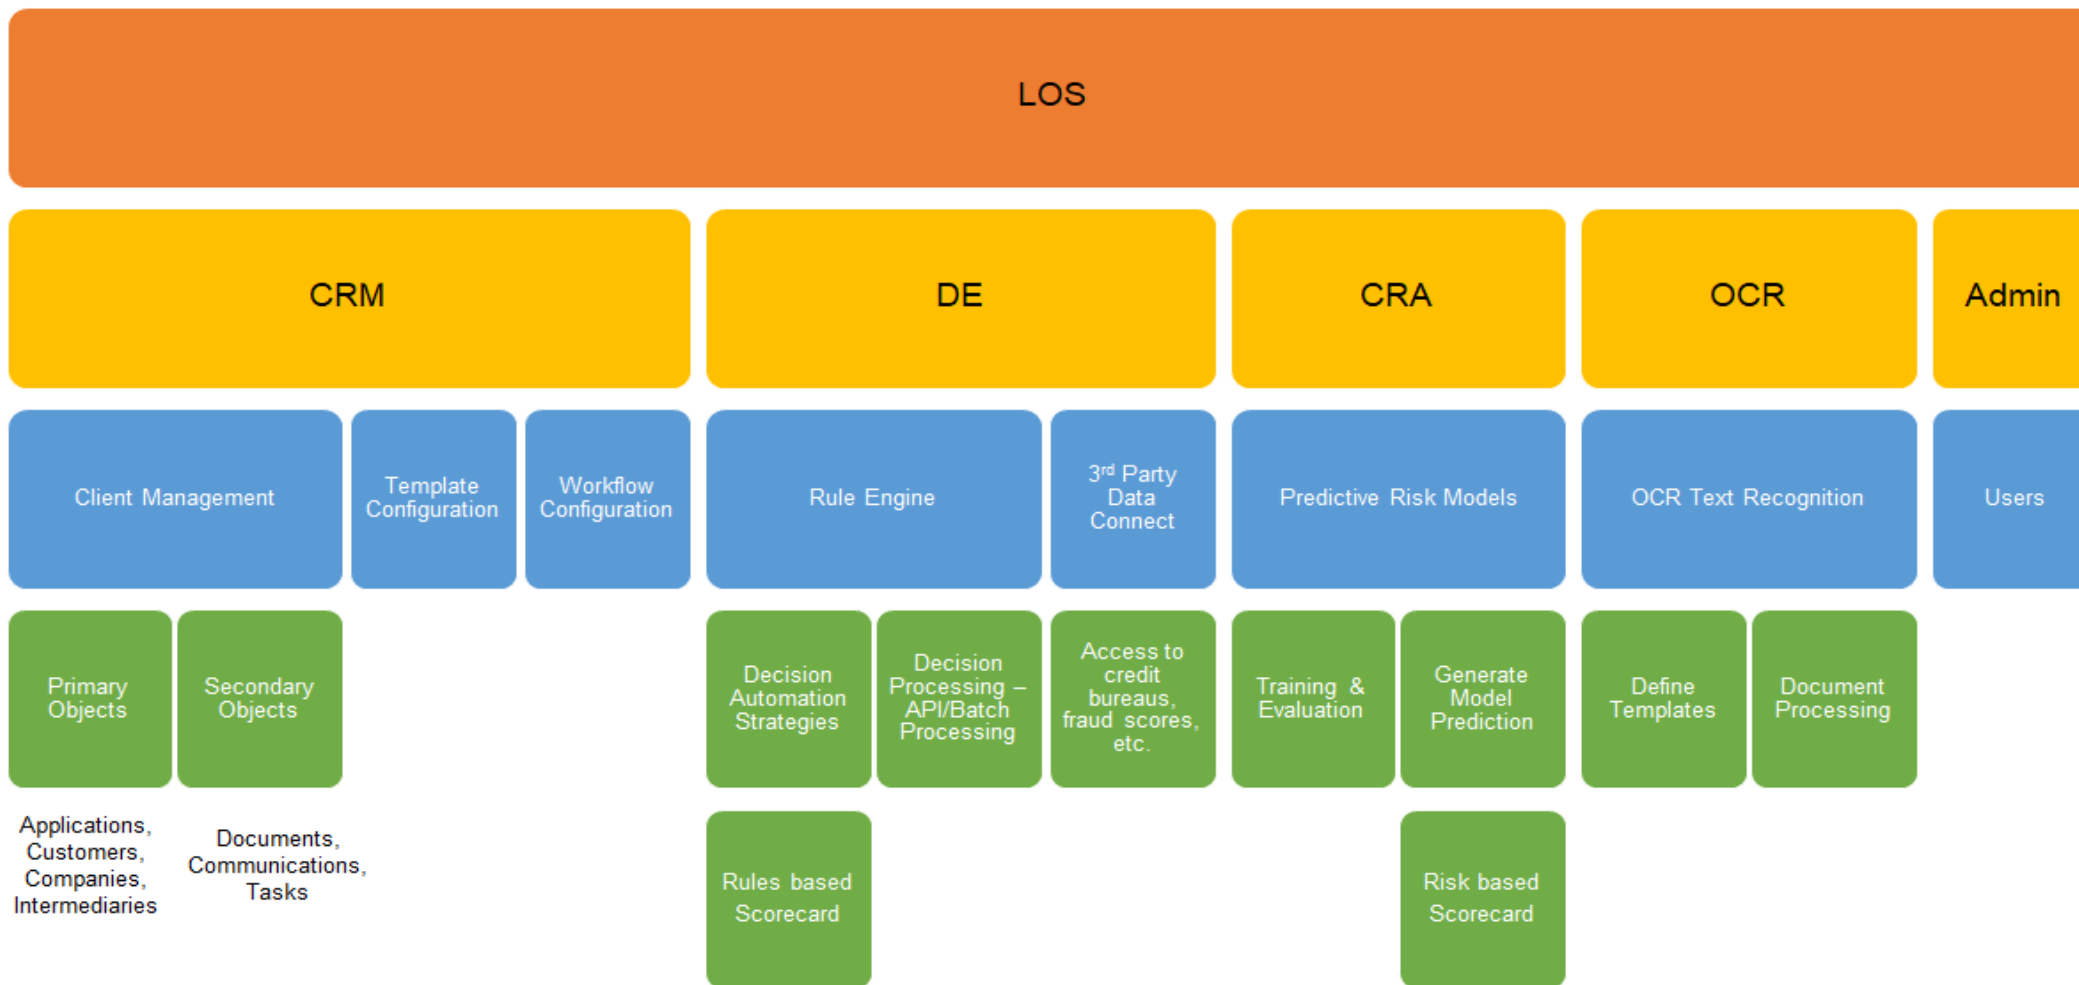 LOS
CRM
DE
CRA
OCR
Admin
Client Management
Template
Configuration
Workflow
Configuration
Rule Engine
3rd Party
Data
Connect
Predictive Risk Models
OCR Text Recognition
Users
Primary
Objects
Secondary
Objects
Decision
Automation
Strategies
Decision
Processing –
API/Batch
Processing
Access to
credit
bureaus,
fraud scores,
etc.
Training &
Evaluation
Generate
Model
Prediction
Define
Templates
Document
Processing
Applications,
Customers,
Companies,
Intermediaries
Documents,
Communications,
Tasks
Rules based
Scorecard
Risk based
Scorecard